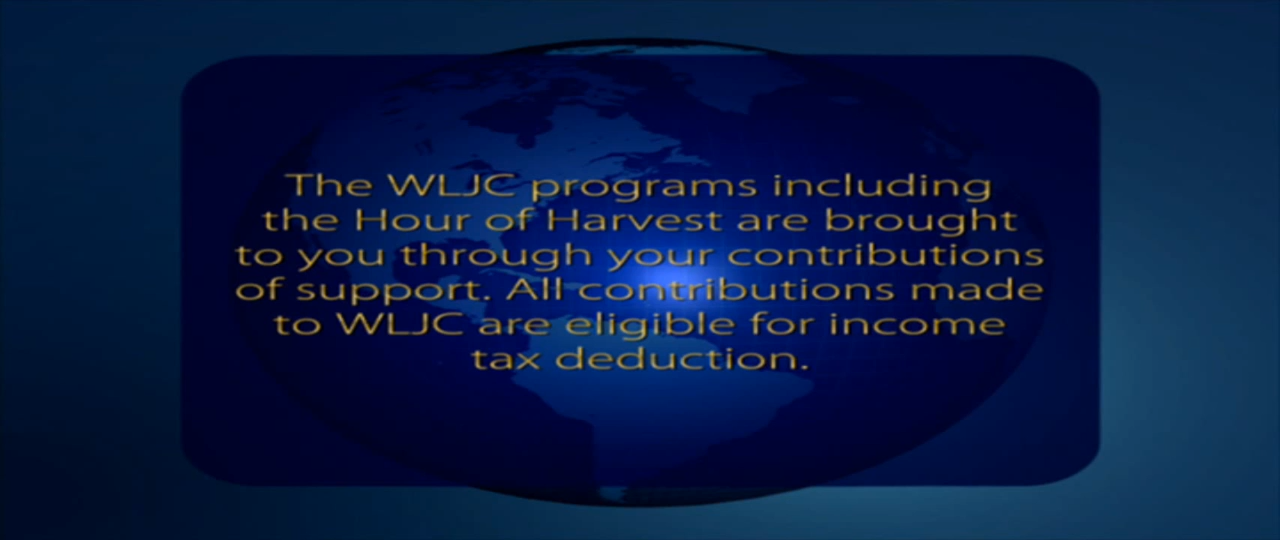 The WLJC programs including
the Hour of Harvest are brought
to you through your contributions
of support. All contributions made
to WLJC are eligible for income
tax deduction.